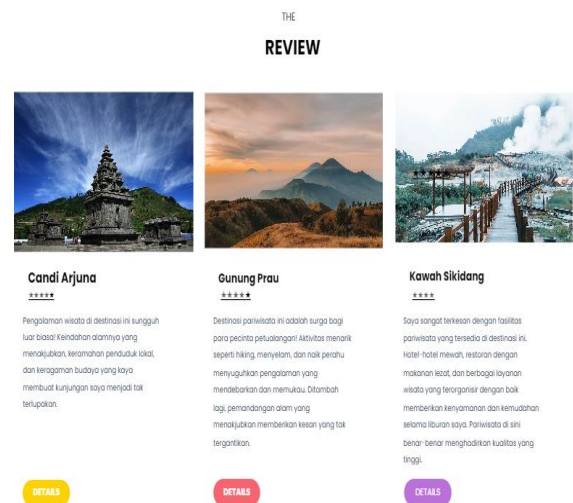 THE
REVIEW
Candi Arjuna
★★★★★
Pengalaman wisata di destinasi ini sungguh
luar biasa! Keindahan alamnya yang
menakjubkan, keramahan penduduk lokal,
dan keragaman budaya yang kaya
membuat kunjungan saya menjadi tak
terlupakan.
DETAILS
Gunung Prau
★★★★★
Destinasi pariwisata ini adalah surga bagi
para pecinta petualangan! Aktivitas menarik
seperti hiking, menyelam, dan naik perahu
menyuguhkan pengalaman yang
mendebarkan dan memukau. Ditambah
lagi, pemandangan alam yang
menakjubkan memberikan kesan yang tak
tergantikan.
DETAILS
Kawah Sikidang
★★★★
Saya sangat terkesan dengan fasilitas
pariwisata yang tersedia di destinasi ini.
Hotel-hotel mewah, restoran dengan
makanan lezat, dan berbagai layanan
wisata yang terorganisir dengan baik
memberikan kenyamanan dan kemudahan
selama liburan saya. Pariwisata di sini
benar-benar menghadirkan kualitas yang
tinggi.
DETAILS